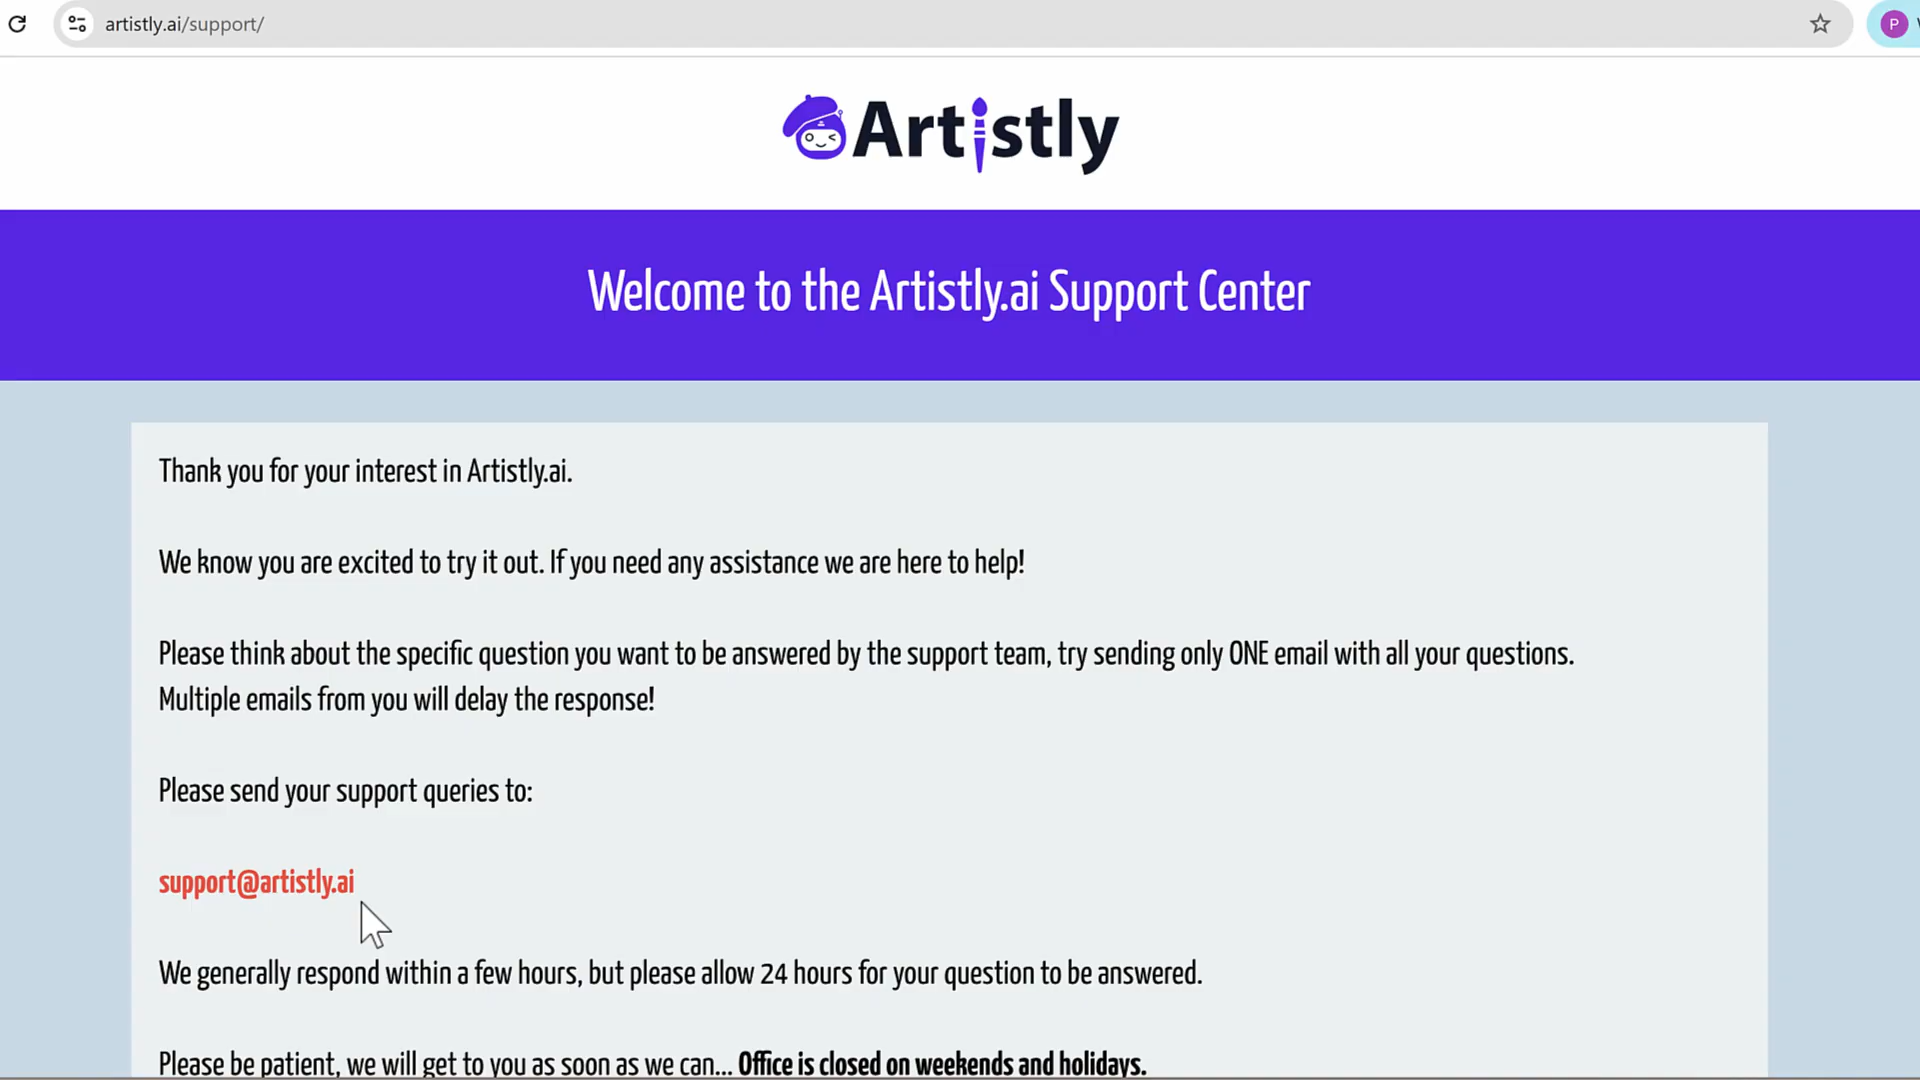 artistly.ai/support/
P
Artistly
Welcome to the Artistly.ai Support Center
Thank you for your interest in Artistly.ai.
We know you are excited to try it out. If you need any assistance we are here to help!
Please think about the specific question you want to be answered by the support team, try sending only ONE email with all your questions.
Multiple emails from you will delay the response!
Please send your support queries to:
support@artistly.ai
We generally respond within a few hours, but please allow 24 hours for your question to be answered.
Please be patient, we will get to you as soon as we can... Office is closed on weekends and holidays.